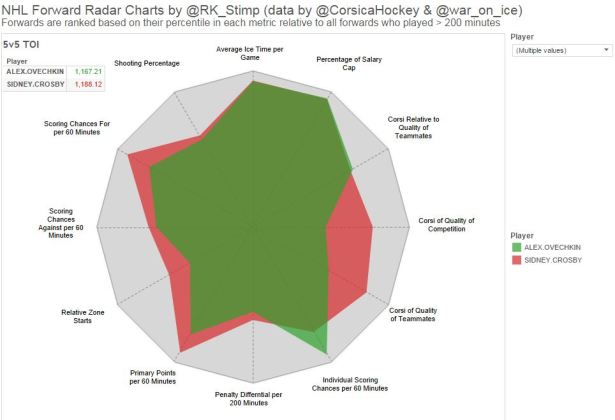 NHL Forward Radar Charts by @RK_Stimp (data by @CorsicaHockey & @war_on_ice)
Forwards are ranked based on their percentile in each metric relative to all forwards who played > 200 minutes
5v5 TOI
Player
ALEX.OVECHKIN 1,167.21
SIDNEY.CROSBY 1,188.12
Average Ice Time per
Game
Shooting Percentage
Percentage of Salary
Cap
Scoring Chances For
per 60 Minutes
Corsi Relative to
Quality of
Teammates
Scoring
Chances
Against per 60
Minutes
Corsi of Quality of
Competition
Relative Zone
Starts
Corsi of Quality
of Teammates
Primary Points
per 60 Minutes
Individual Scoring
Chances per 60 Minutes
Penalty Differntial per
200 Minutes
Player
(Multiple values)
Player
ALEX.OVECHKIN
SIDNEY.CROSBY